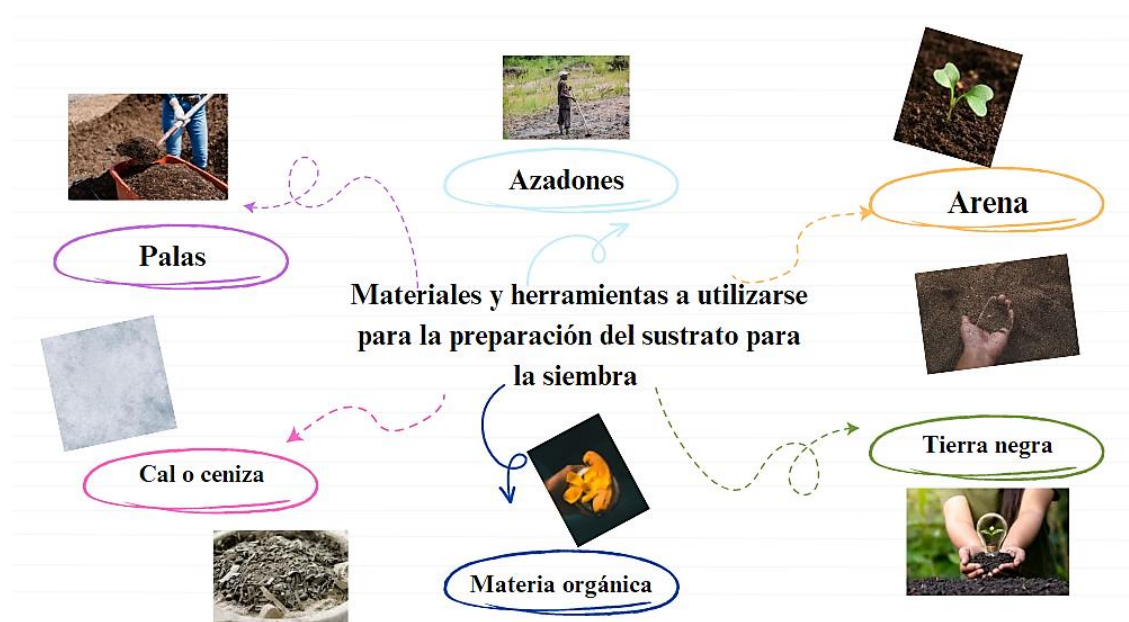 Azadones
Arena
Palas
Materiales y herramientas a utilizarse
para la preparación del sustrato para
la siembra
Tierra negra
Cal o ceniza
Materia orgánica